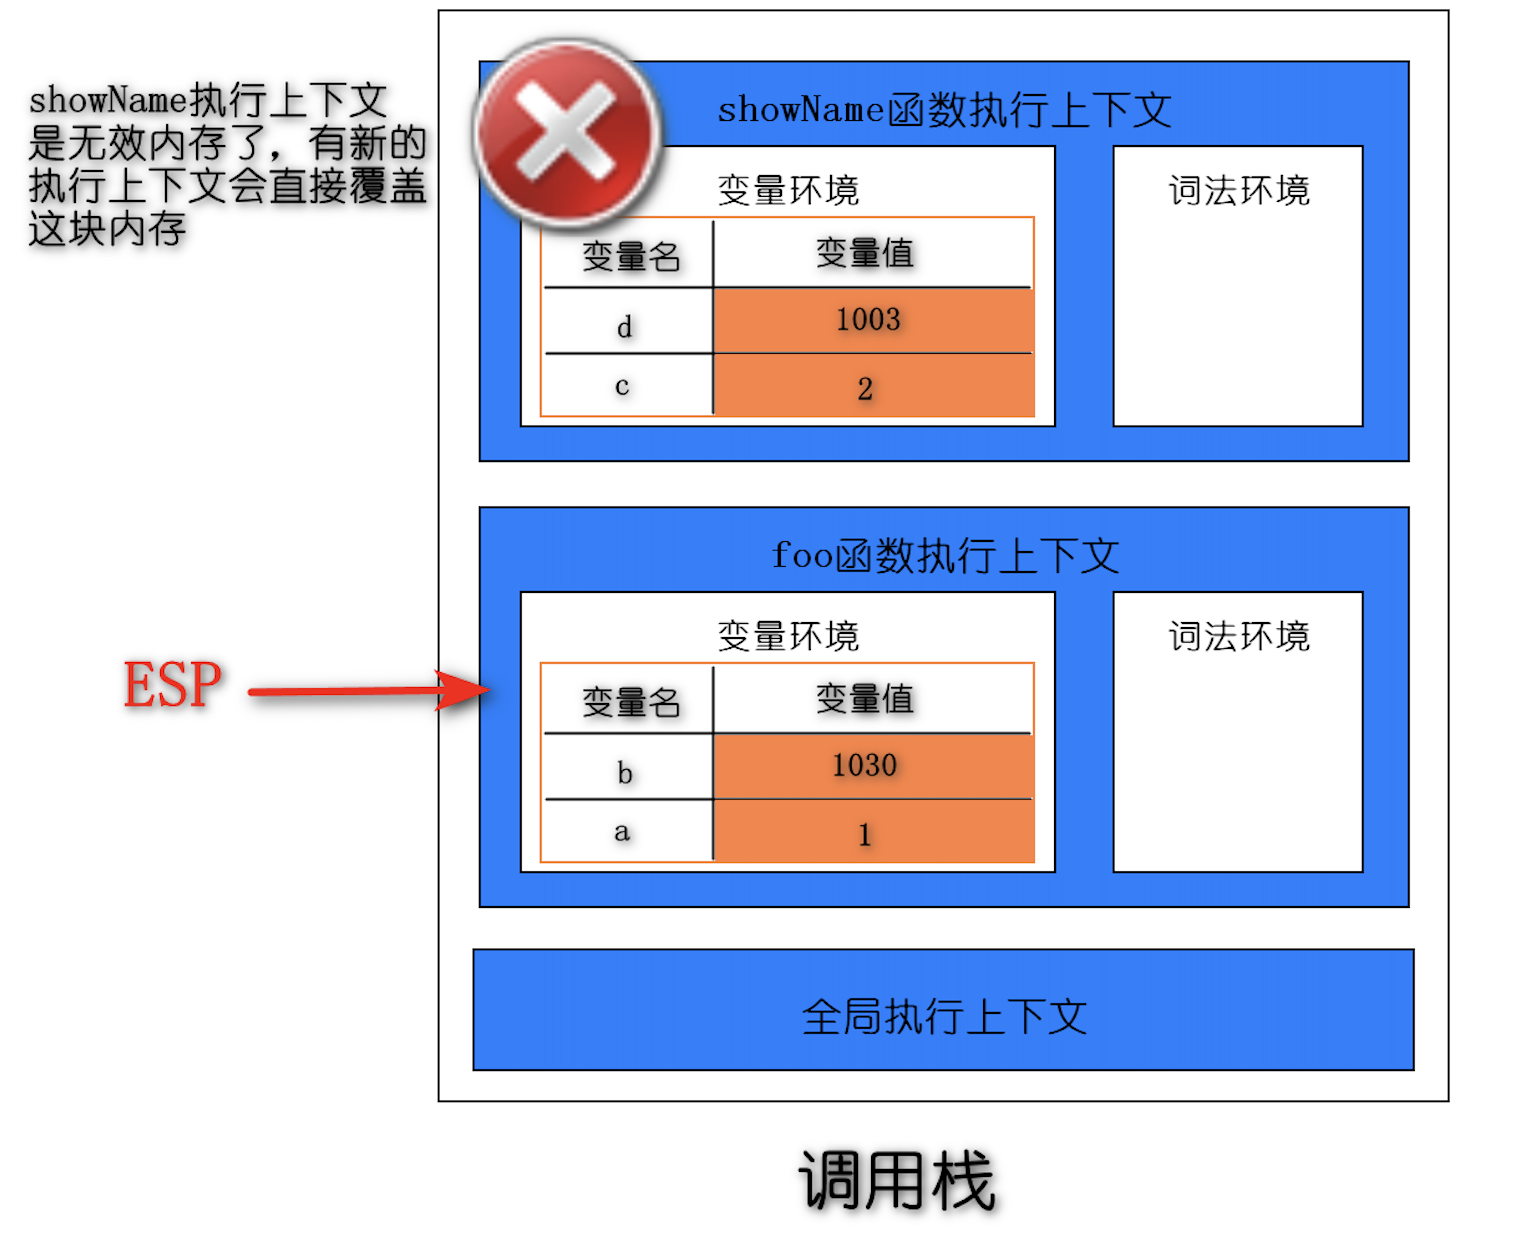 showName执行上下文
是无效内存了，有新的
执行上下文会直接覆盖
这块内存
showName函数执行上下文
变量环境
词法环境
变量名 变量值
d 1003
c 2
foo函数执行上下文
变量环境
词法环境
ESP
变量名 变量值
b 1030
a 1
全局执行上下文
调用栈